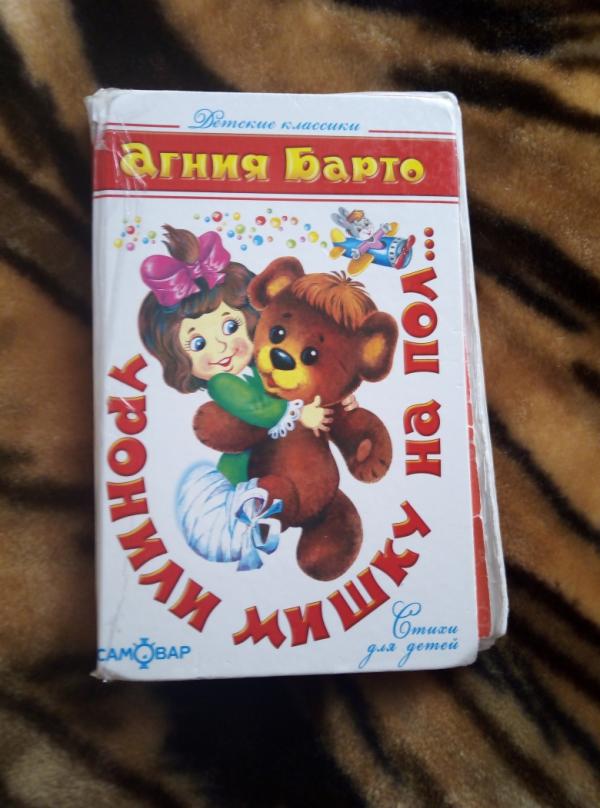 Детские классики
Агния Барто
Уронили мишку на пол...
Стихи
для детей
САМОВАР